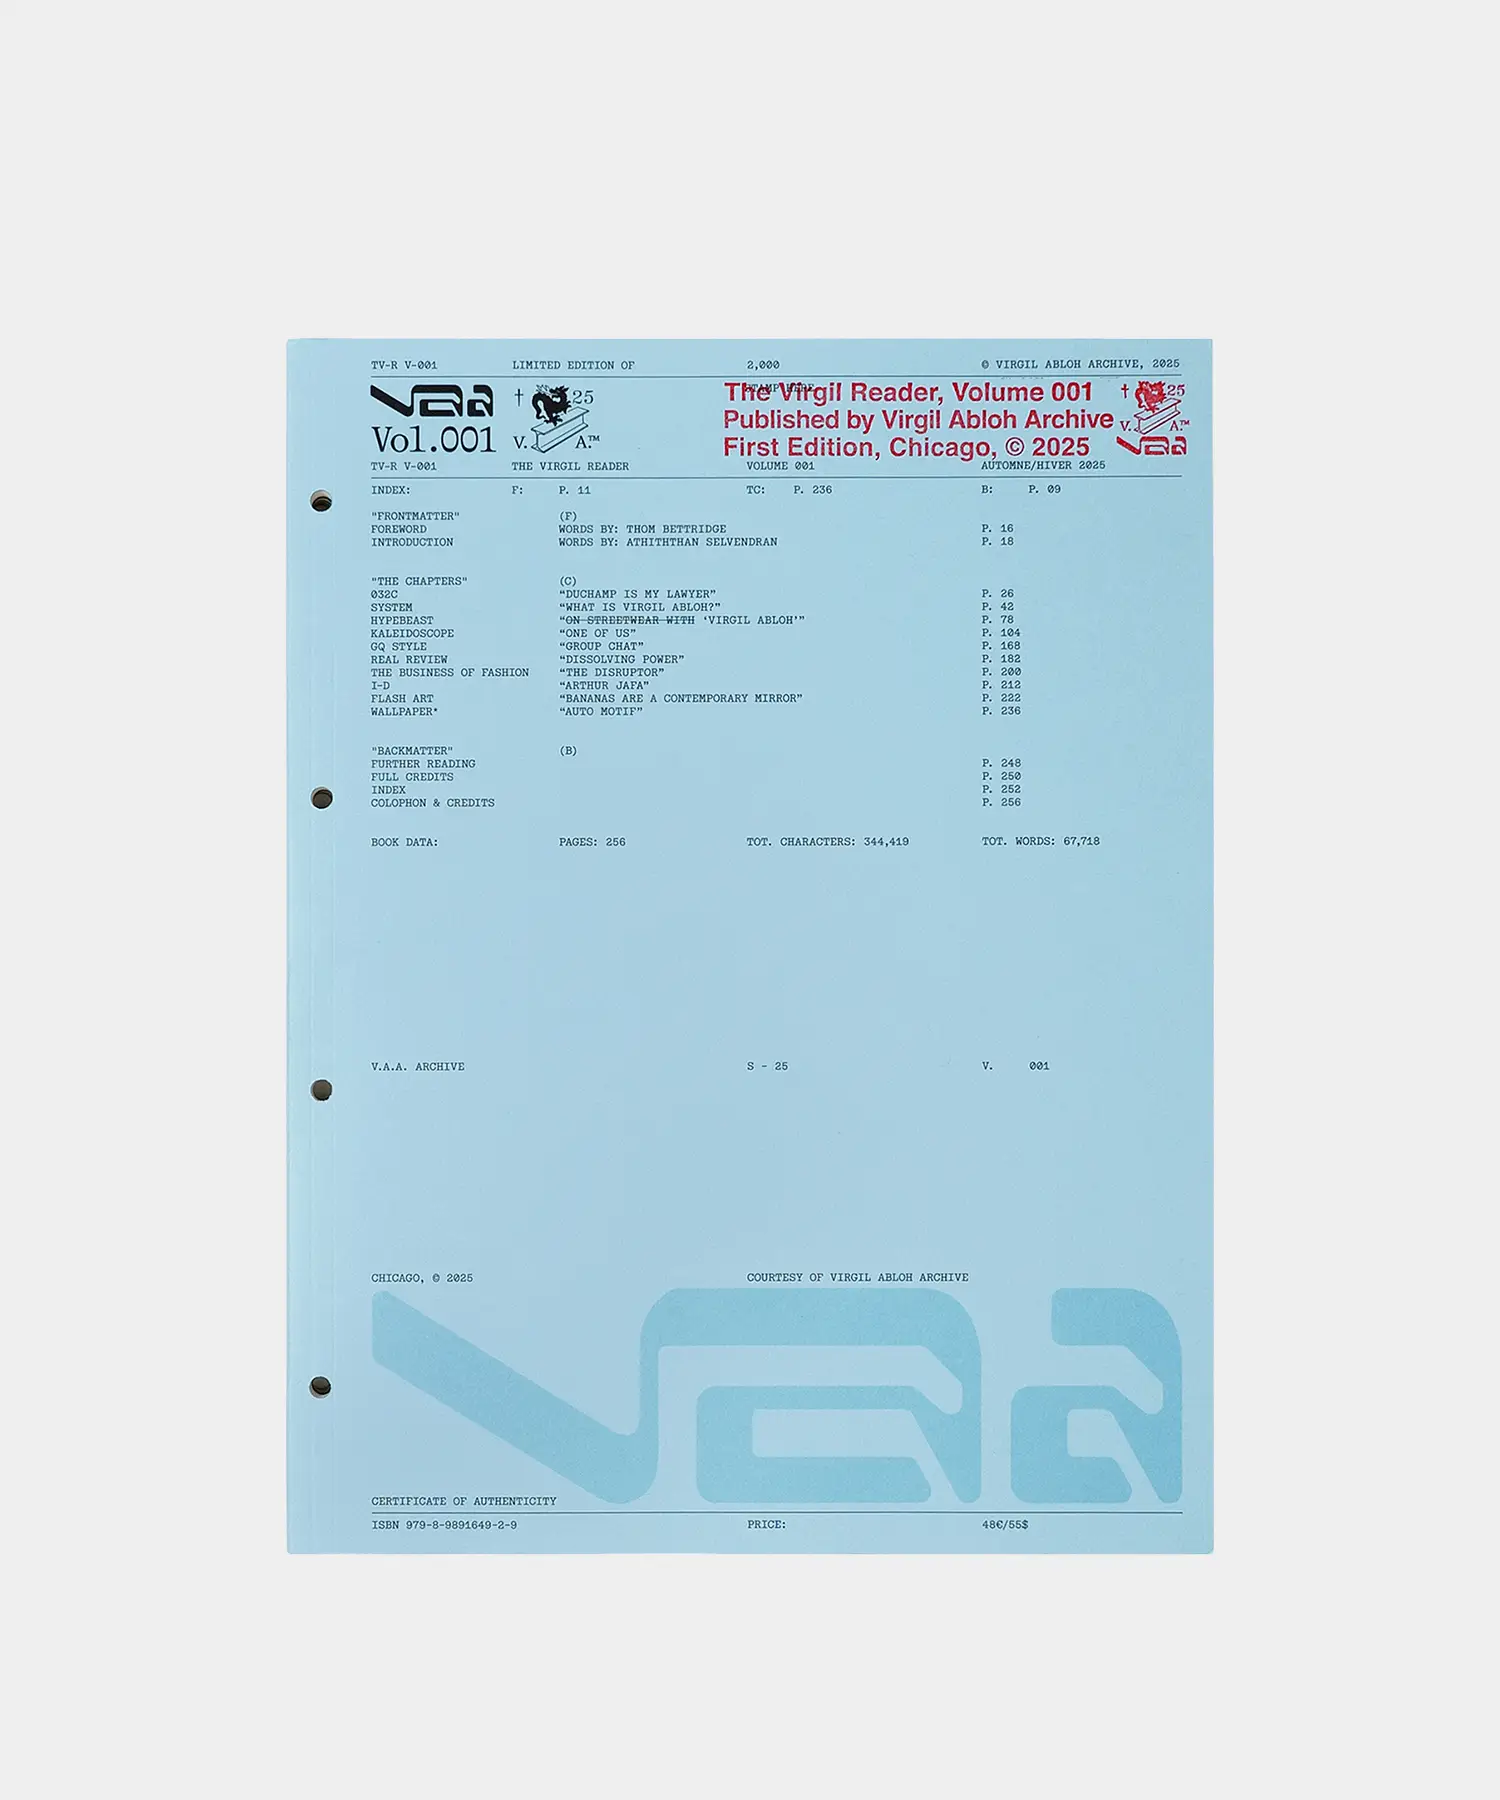 TV-R V-001 LIMITED EDITION OF 2,000 © VIRGIL ABLOH ARCHIVE, 2025
vaa
Vol.001
† 25
V. A.™
STAMP HERE
The Virgil Reader, Volume 001
Published by Virgil Abloh Archive
First Edition, Chicago, © 2025
† 25
V. A.™
vaa
TV-R V-001 THE VIRGIL READER VOLUME 001 AUTOMNE/HIVER 2025
INDEX: F: P. 11 TC: P. 236 B: P. 09
"FRONTMATTER" (F)
FOREWORD WORDS BY: THOM BETTRIDGE P. 16
INTRODUCTION WORDS BY: ATHITHTHAN SELVENDRAN P. 18
"THE CHAPTERS" (C)
032C “DUCHAMP IS MY LAWYER” P. 26
SYSTEM “WHAT IS VIRGIL ABLOH?” P. 42
HYPEBEAST “ON STREETWEAR WITH ‘VIRGIL ABLOH’” P. 78
KALEIDOSCOPE “ONE OF US” P. 104
GQ STYLE “GROUP CHAT” P. 168
REAL REVIEW “DISSOLVING POWER” P. 182
THE BUSINESS OF FASHION “THE DISRUPTOR” P. 200
I-D “ARTHUR JAFA” P. 212
FLASH ART “BANANAS ARE A CONTEMPORARY MIRROR” P. 222
WALLPAPER* “AUTO MOTIF” P. 236
"BACKMATTER" (B)
FURTHER READING P. 248
FULL CREDITS P. 250
INDEX P. 252
COLOPHON & CREDITS P. 256
BOOK DATA: PAGES: 256 TOT. CHARACTERS: 344,419 TOT. WORDS: 67,718
V.A.A. ARCHIVE S - 25 V. 001
CHICAGO, © 2025 COURTESY OF VIRGIL ABLOH ARCHIVE
vaa
CERTIFICATE OF AUTHENTICITY
ISBN 979-8-9891649-2-9 PRICE: 48€/55$